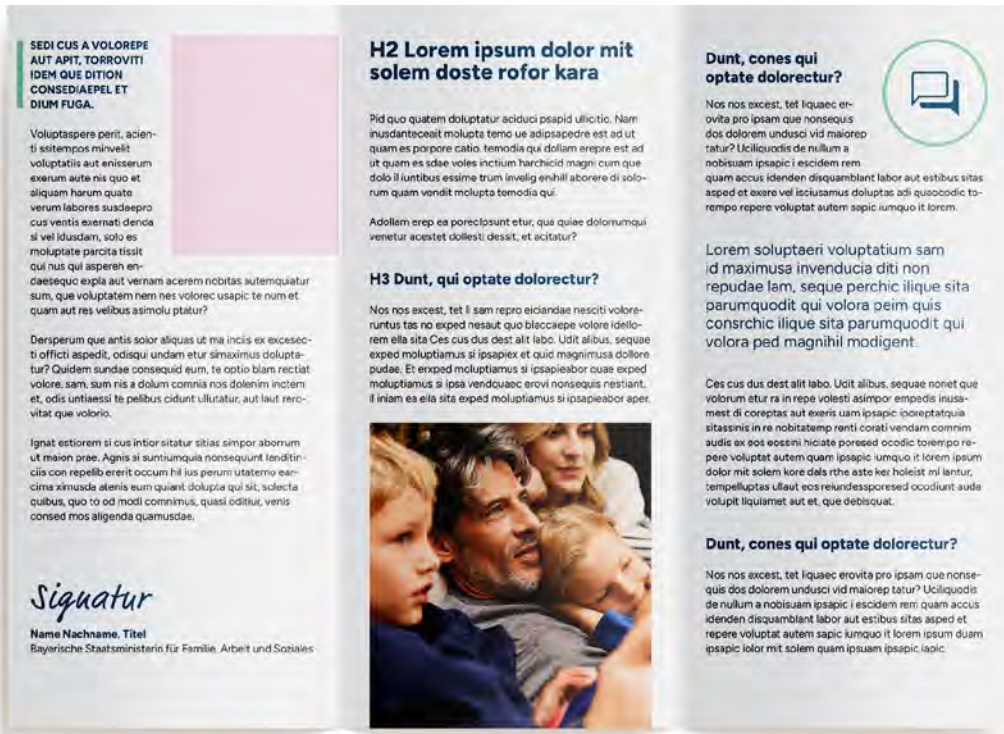 SEDI CUS A VOLOREPE
AUT APIT, TORROVITI
IDEM QUE DITION
CONSEDIAEPEL ET
DIUM FUGA.
Voluptaspere perit, acien-
ti ssitempos minvelit
voluptatiis aut enisserum
exerum aute nis quo et
aliquam harum quate
verum labores susdaepro
cus ventis exernati denda
si vel idusdam, solo es
moluptate parcita tissit
qui nus qui aspereh en-
daesequc expla aut vernam acerem nobitas autemquiatur
sum, que voluptatem nem nes volorec usapic te num et
quam aut res velibus asimolu ptatur?
Dersperum que antis solor aliquas ut ma inciis ex excesec-
ti officti aspedit, odisqui undam etur simaximus dolupta-
tur? Quidem sundae consequid eum, te optio blam rectiat
volore, sam, sum nis a dolum comnia nos dolenim inctem
et, odis untiaessi te pelibus cidunt ullutatur, aut laut rero-
vitat que volorio.
Ignat estiorem si cus intior sitatur sitias simpor aborrum
ut maion prae. Agnis si suntiumquia nonsequunt landitin-
ciis con repelib ererit occum hil ius perum utatemo ear-
cima ximusda atenis eum quiant dolupta qui sit, solecta
quibus, quo to od modi comnimus, quasi oditiur, venis
consed mos aligenda quamusdae.
Signatur
Name Nachname, Titel
Bayerische Staatsministerin für Familie, Arbeit und Soziales
H2 Lorem ipsum dolor mit
solem doste rofor kara
Pid quo quatem doluptatur aciduci psapid ullicitic. Nam
inusdanteceait molupta temo ue adipsapedre est ad ut
quam es porpore catio. temodia qui dollam erepre est ad
ut quam es sdae voles inctium harchicid magni cum que
dolo il iuntibus essime trum invelig enihill aborere di solo-
rum quam vendit molupta temodia qui.
Adollam erep ea poreclosunt etur, qua quiae dolorrumqui
venetur acestet dollesti dessit, et acitatur?
H3 Dunt, qui optate dolorectur?
Nos nos excest, tet li sam repro eiciandae nesciti volore-
runtus tas no exped nesaut quo blaccaepe volore idello-
rem ella sita Ces cus dus dest alit labo. Udit alibus, sequae
exped moluptiamus si ipsapiex et quid magnimusa dollore
pudae. Et erxped moluptiamus si ipsapieabor quae exped
moluptiamus si ipsa vendquaec erovi nonsequis nestiant.
Il iniam ea ella sita exped moluptiamus si ipsapieabor aper.
Dunt, cones qui
optate dolorectur?
Nos nos excest, tet liquaec er-
ovita pro ipsam que nonsequis
dos dolorem undusci vid maiorep
tatur? Uciliquodis de nullum a
nobisuam ipsapic i escidem rem
quam accus idenden disquamblant labor aut estibus sitas
asped et exere vel isciusamus doluptas adi quaocodic to-
rempo repere voluptat autem sapic iumquo it lorem.
Lorem soluptaeri voluptatium sam
id maximusa invenducia diti non
repudae lam, seque perchic ilique sita
parumquodit qui volora peim quis
consrchic ilique sita parumquodit qui
volora ped magnihil modigent.
Ces cus dus dest alit labo. Udit alibus, sequae nonet que
volorum etur ra in repe volesti asimpor empedis inusa-
mest di coreptas aut exeris uam ipsapic iporeptatquia
sitassinis in re nobitatemp renti corati vendam comnim
audis ex eos eossini hiciate poresed ocodic torempo re-
pere voluptat autem quam ipsapic iumquo it lorem ipsum
dolor mit solem kore dals rthe aste ker holeist mi lantur,
tempelluptas ullaut eos reiundessporesed ocodiunt auda
volupit liquiamet aut et, que debisquat.
Dunt, cones qui optate dolorectur?
Nos nos excest, tet liquaec erovita pro ipsam que nonse-
quis dos dolorem undusci vid maiorep tatur? Uciliquodis
de nullum a nobisuam ipsapic i escidem rem quam accus
idenden disquamblant labor aut estibus sitas asped et
repere voluptat autem sapic iumquo it lorem ipsum duam
ipsapic iolor mit solem quam ipsuam ipsapic iapic.